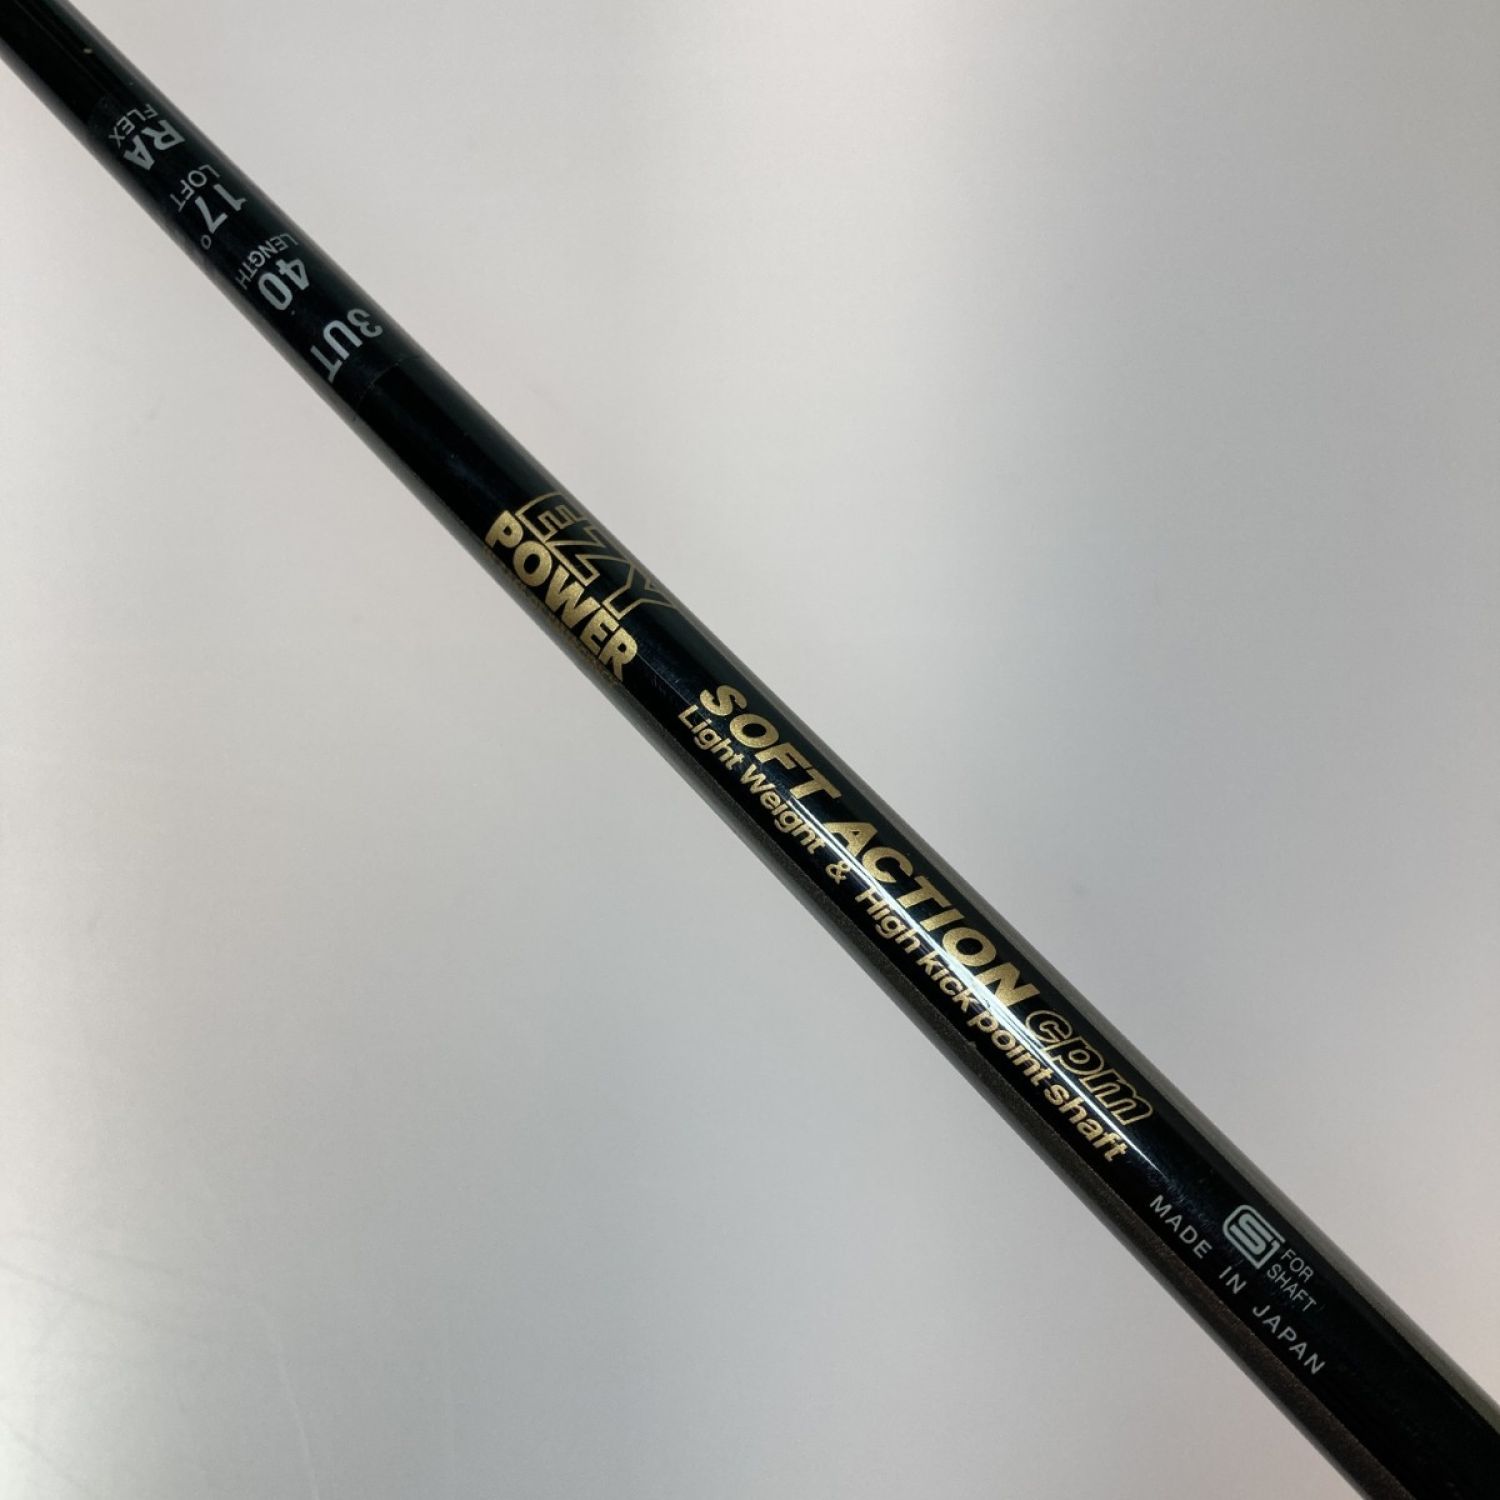 RA
FLEX
17°
LOFT
40
LENGTH
3UT
EZY
POWER
SOFT ACTION cpm
Light Weight & High kick point shaft
FOR
SHAFT
MADE IN JAPAN